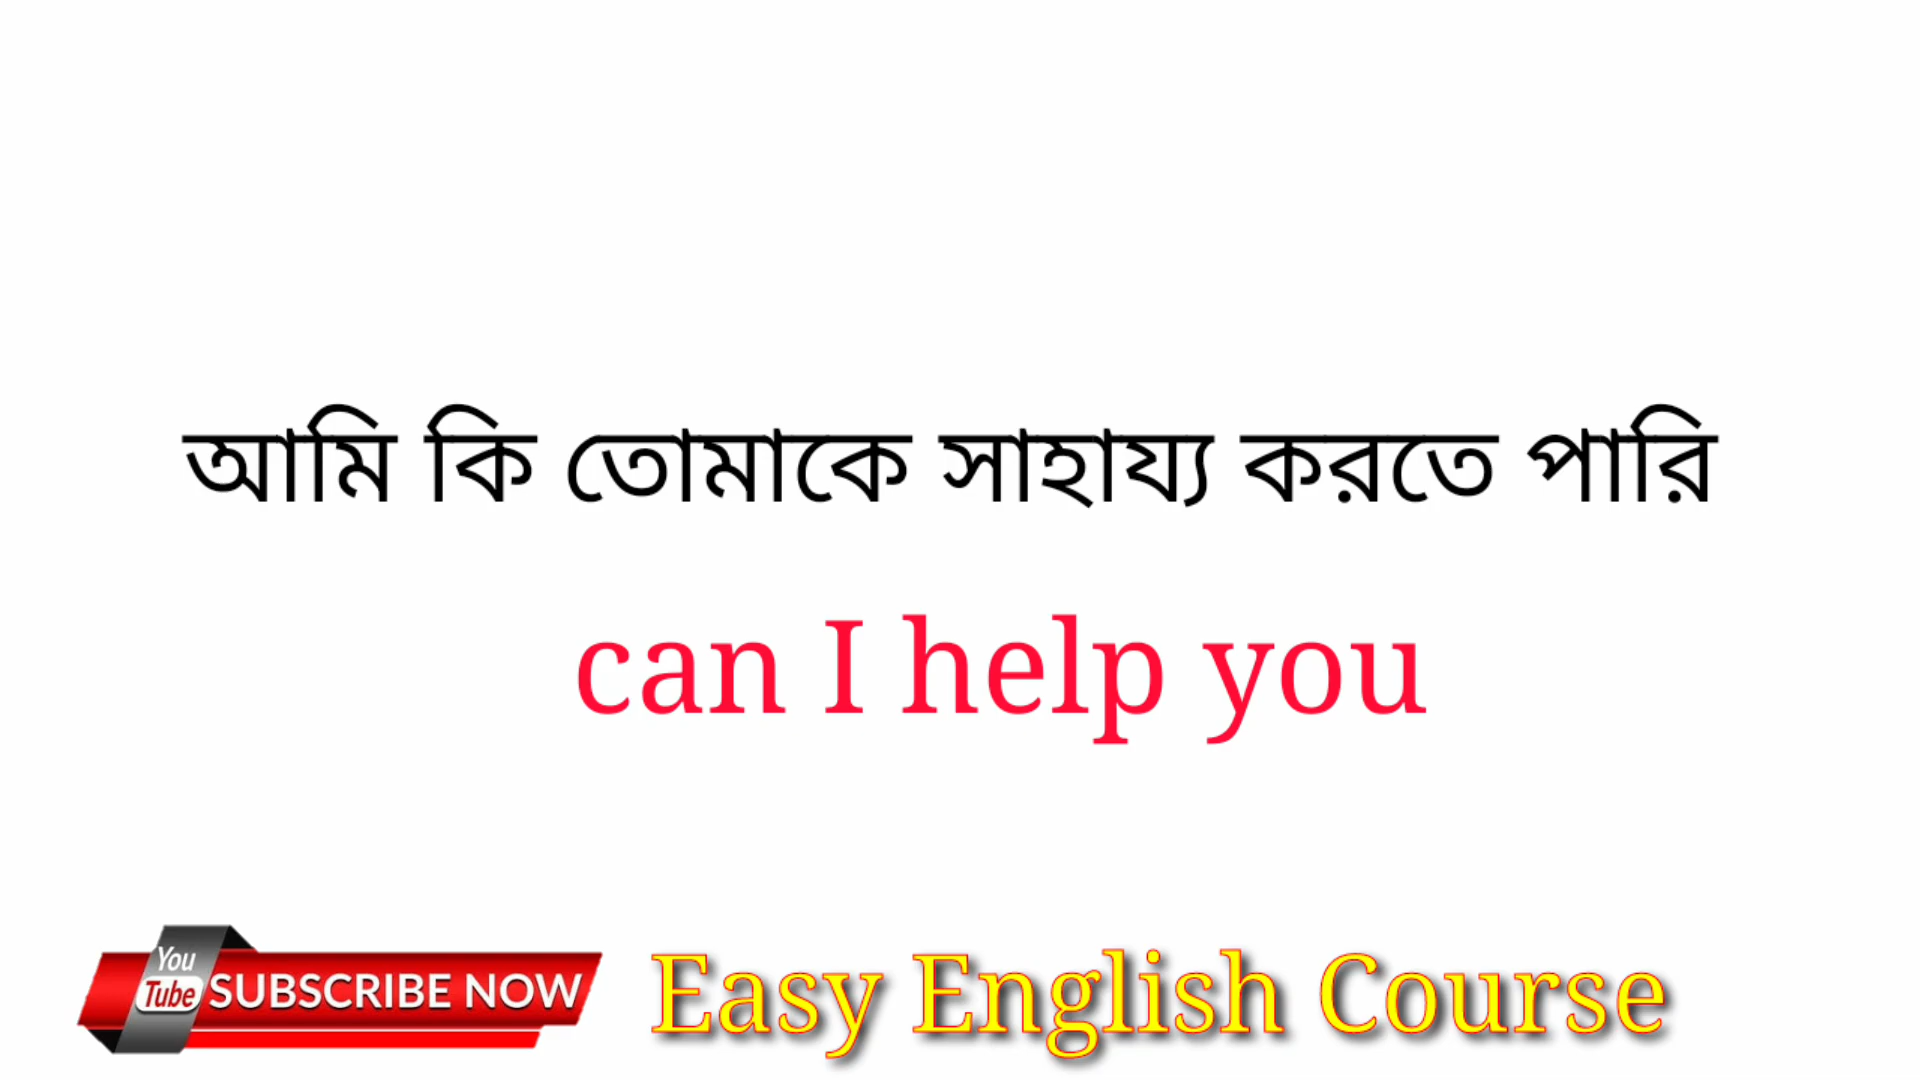 আমি কি তোমাকে সাহায্য করতে পারি
can I help you
You
Tube SUBSCRIBE NOW
Easy English Course